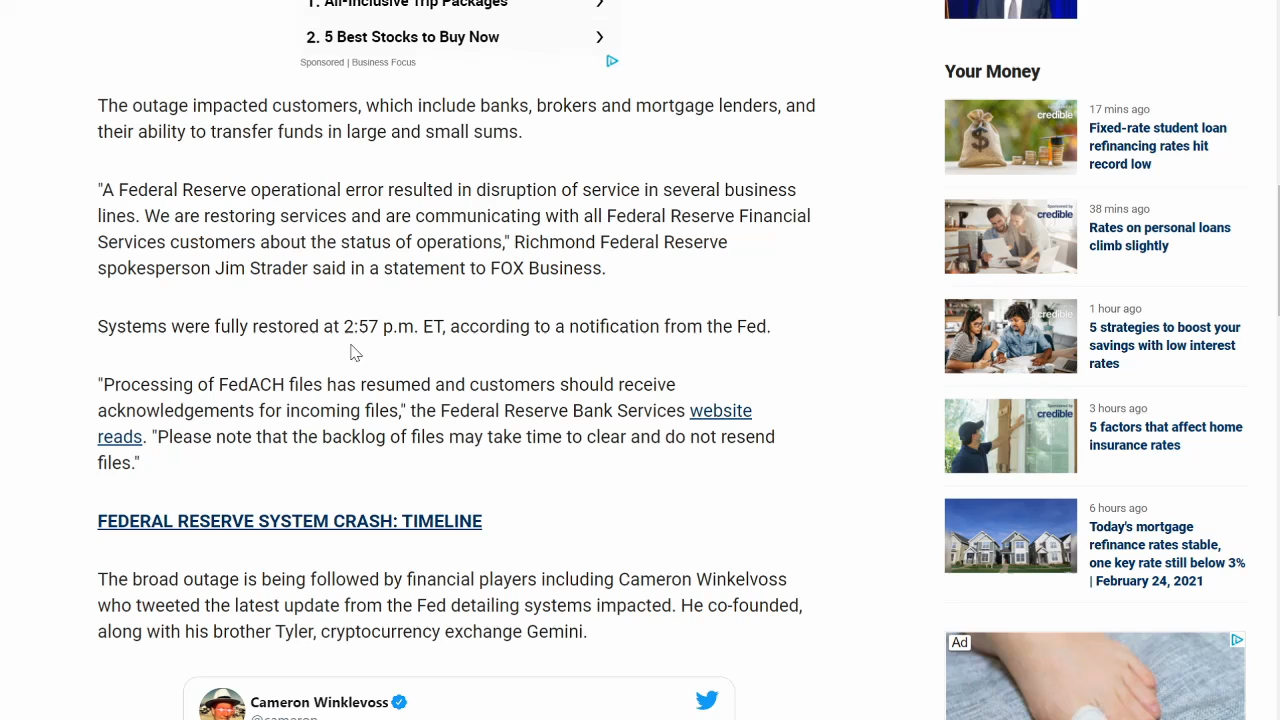 1. All-Inclusive Trip Packages
2. 5 Best Stocks to Buy Now
Sponsored | Business Focus
The outage impacted customers, which include banks, brokers and mortgage lenders, and
their ability to transfer funds in large and small sums.
"A Federal Reserve operational error resulted in disruption of service in several business
lines. We are restoring services and are communicating with all Federal Reserve Financial
Services customers about the status of operations," Richmond Federal Reserve
spokesperson Jim Strader said in a statement to FOX Business.
Systems were fully restored at 2:57 p.m. ET, according to a notification from the Fed.
"Processing of FedACH files has resumed and customers should receive
acknowledgements for incoming files," the Federal Reserve Bank Services website
reads. "Please note that the backlog of files may take time to clear and do not resend
files."
FEDERAL RESERVE SYSTEM CRASH: TIMELINE
The broad outage is being followed by financial players including Cameron Winkelvoss
who tweeted the latest update from the Fed detailing systems impacted. He co-founded,
along with his brother Tyler, cryptocurrency exchange Gemini.
Cameron Winklevoss
@cameron
Your Money
credible
17 mins ago
Fixed-rate student loan
refinancing rates hit
record low
Sponsored by
credible
38 mins ago
Rates on personal loans
climb slightly
credible
1 hour ago
5 strategies to boost your
savings with low interest
rates
Sponsored by
credible
3 hours ago
5 factors that affect home
insurance rates
6 hours ago
Today's mortgage
refinance rates stable,
one key rate still below 3%
| February 24, 2021
Ad